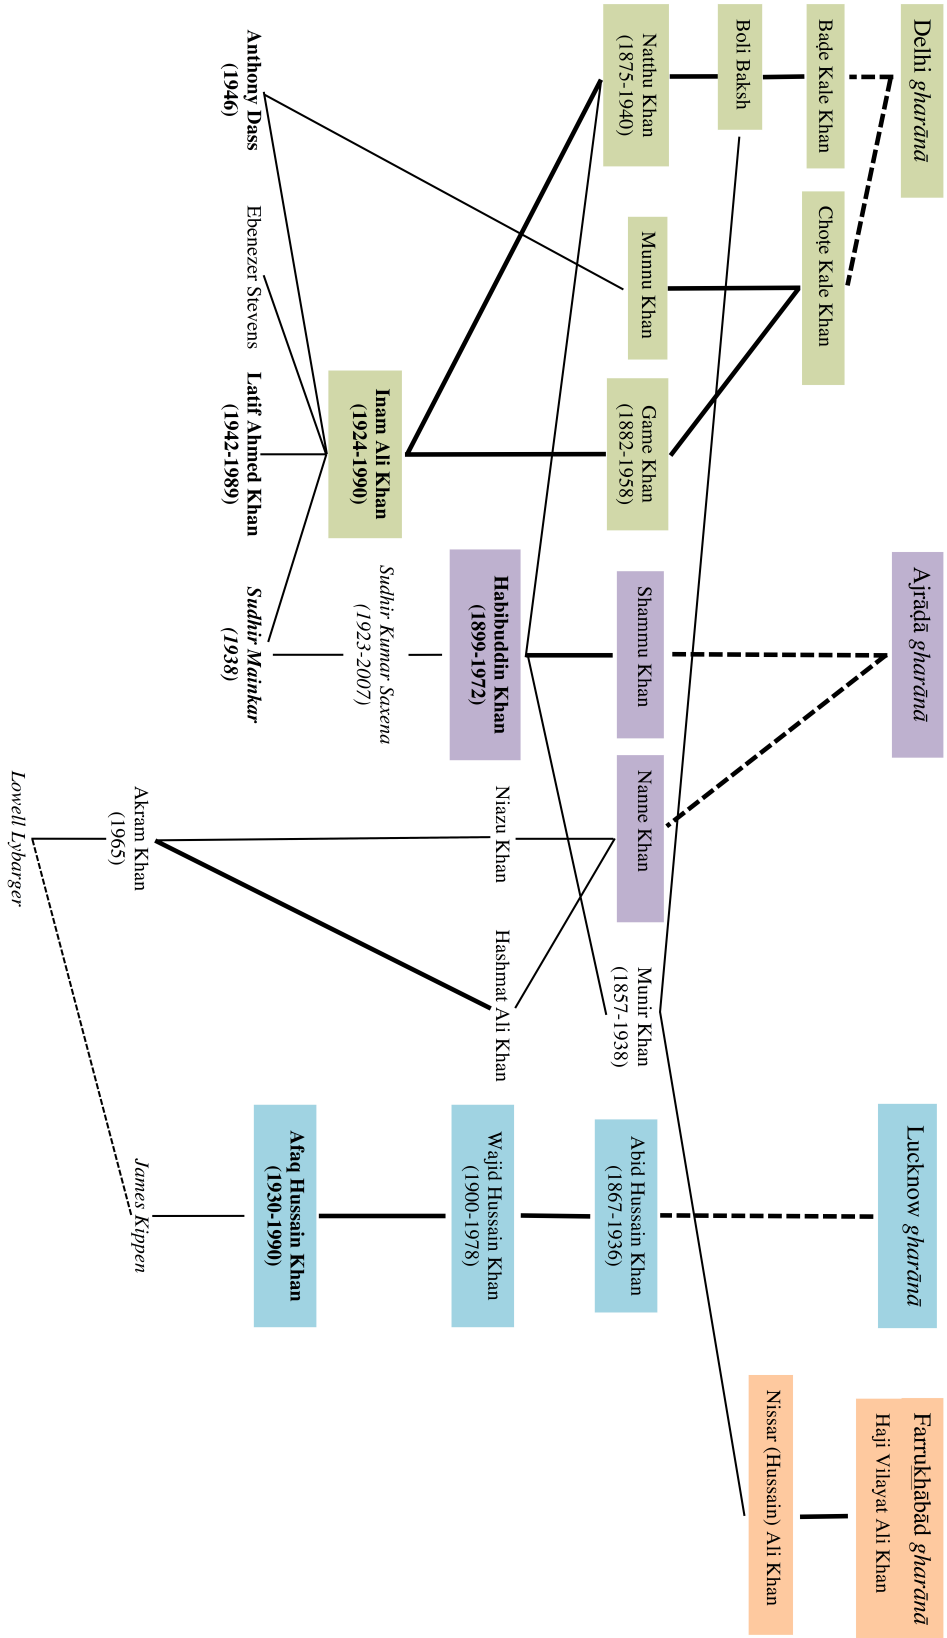 Delhi gharānā
Ajrāḍā gharānā
Lucknow gharānā
Farrukhābād gharānā
Haji Vilayat Ali Khan
Baḍe Kale Khan
Choṭe Kale Khan
Boli Baksh
Nissar (Hussain) Ali Khan
Natthu Khan
(1875-1940)
Munnu Khan
Game Khan
(1882-1958)
Shammu Khan
Nanne Khan
Munir Khan
(1857-1938)
Abid Hussain Khan
(1867-1936)
Habibuddin Khan
(1899-1972)
Niazu Khan
Hashmat Ali Khan
Wajid Hussain Khan
(1900-1978)
Inam Ali Khan
(1924-1990)
Sudhir Kumar Saxena
(1923-2007)
Anthony Dass
(1946)
Ebenezer Stevens
Latif Ahmed Khan
(1942-1989)
Sudhir Mainkar
(1938)
Afaq Hussain Khan
(1930-1990)
Akram Khan
(1965)
James Kippen
Lowell Lybarger